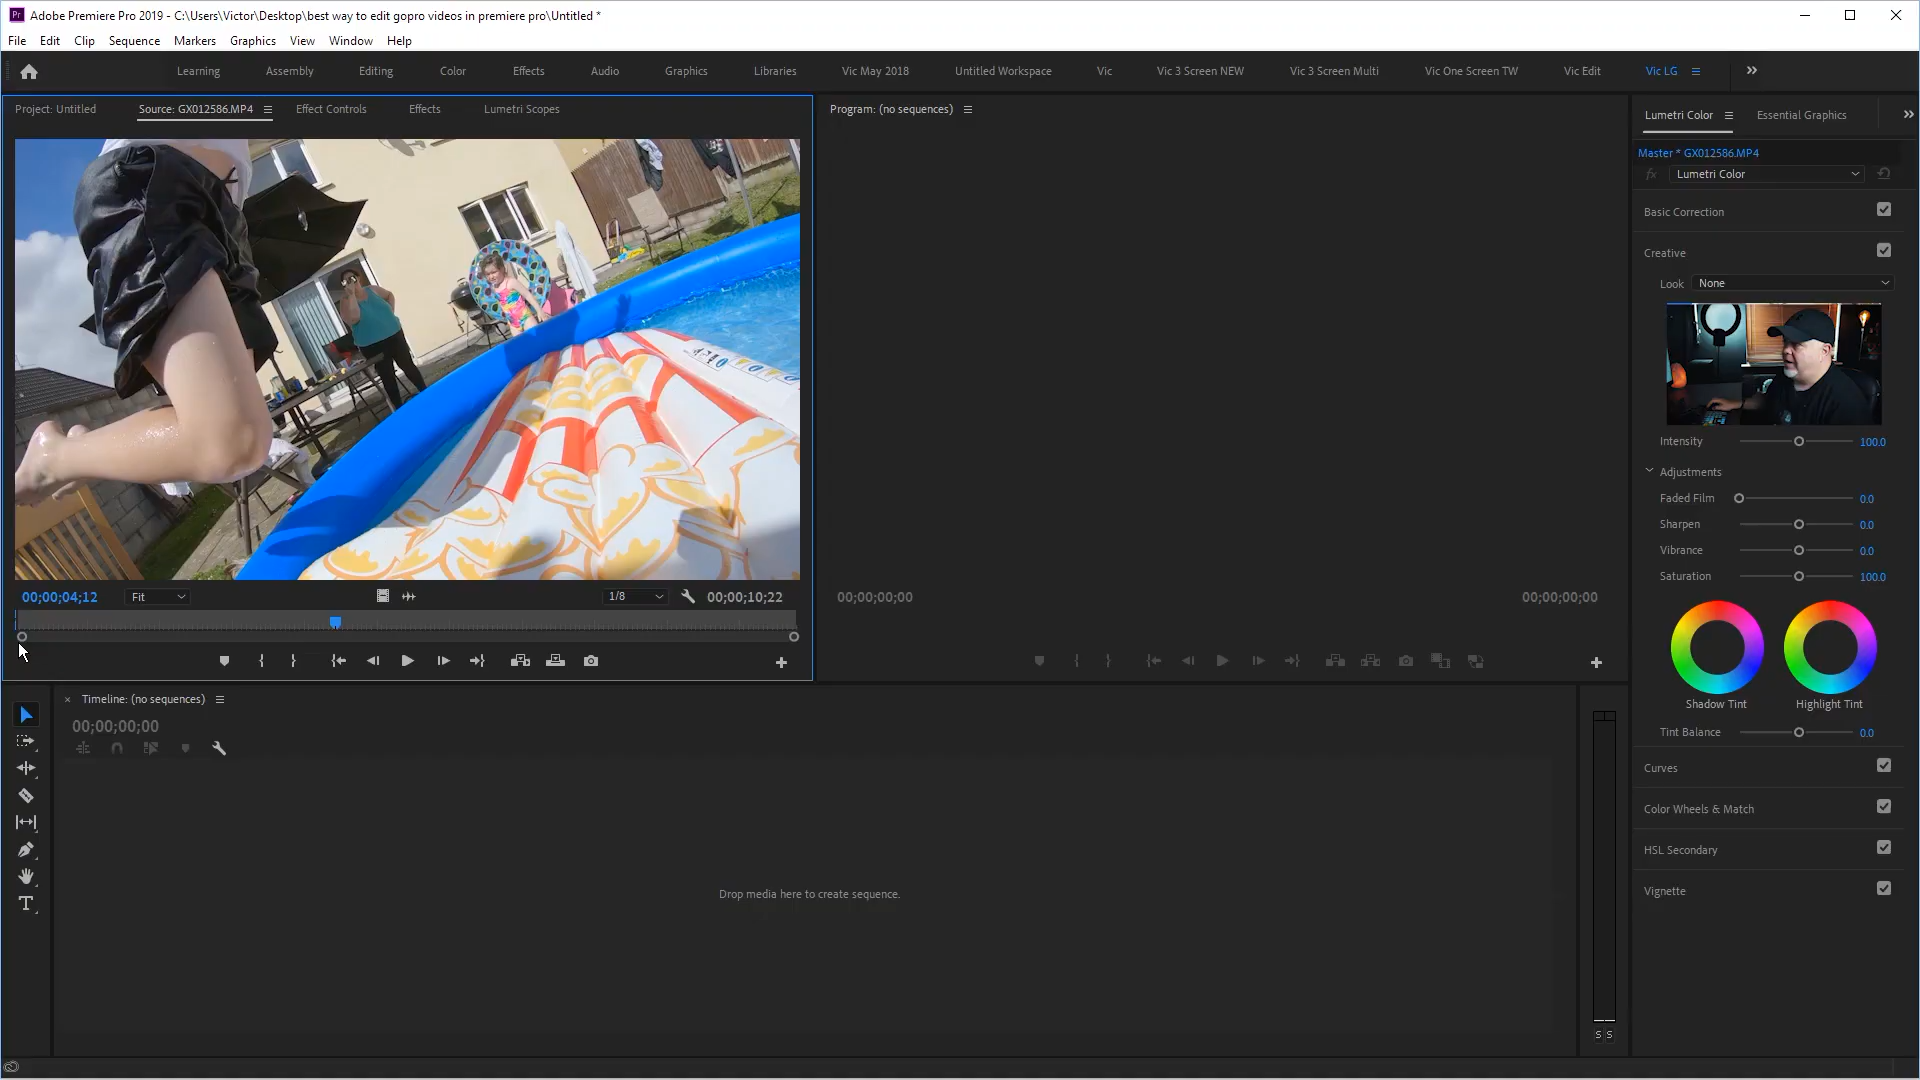 Adobe Premiere Pro 2019 - C:\Users\Victor\Desktop\best way to edit gopro videos in premiere pro\Untitled *
File Edit Clip Sequence Markers Graphics View Window Help
Learning Assembly Editing Color Effects Audio Graphics Libraries Vic May 2018 Untitled Workspace Vic Vic 3 Screen NEW Vic 3 Screen Multi Vic One Screen TW Vic Edit Vic LG
Project: Untitled Source: GX012586.MP4 Effect Controls Effects Lumetri Scopes
Program: (no sequences)
Lumetri Color Essential Graphics
Master * GX012586.MP4
fx Lumetri Color
Basic Correction
Creative
Look None
Intensity 100.0
Adjustments
Faded Film 0.0
Sharpen 0.0
Vibrance 0.0
Saturation 100.0
Shadow Tint Highlight Tint
Tint Balance 0.0
Curves
Color Wheels & Match
HSL Secondary
Vignette
00;00;04;12 Fit 1/8 00;00;10;22
00;00;00;00 00;00;00;00
Timeline: (no sequences)
00;00;00;00
Drop media here to create sequence.
S S